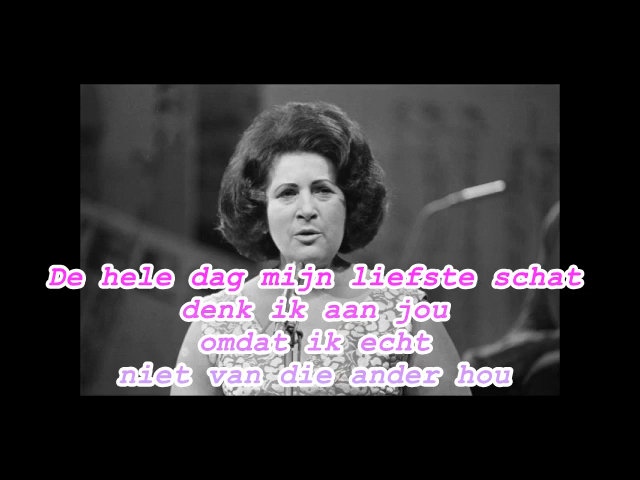 De hele dag mijn liefste schat
denk ik aan jou
omdat ik echt
niet van die ander hou